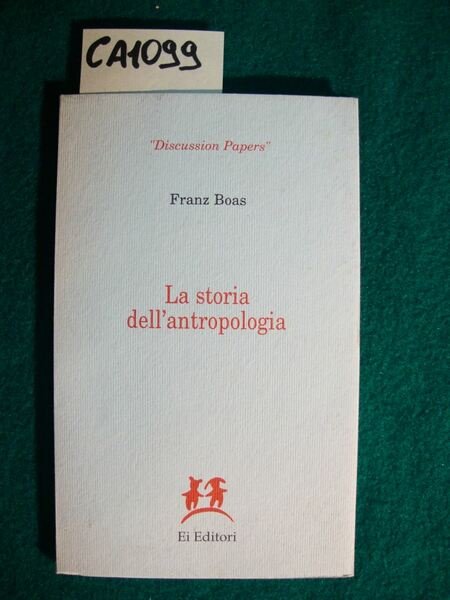 CA1099
"Discussion Papers"
Franz Boas
La storia
dell'antropologia
Ei Editori